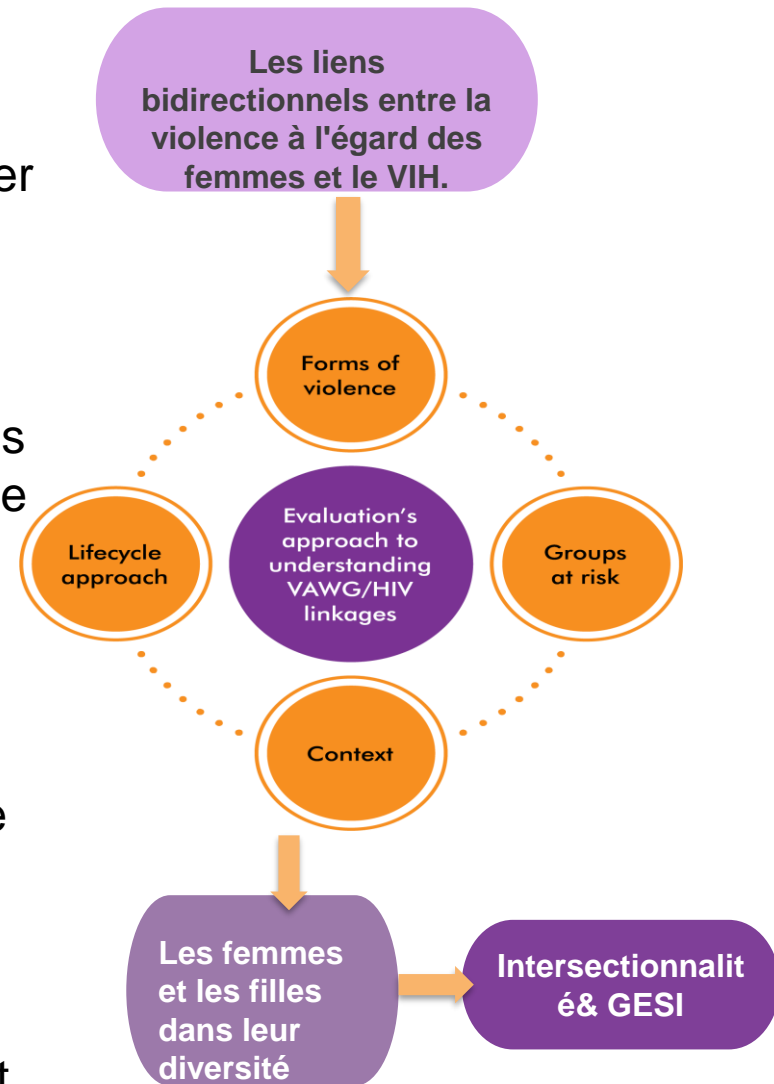 Les liens
bidirectionnels entre la
violence à l'égard des
femmes et le VIH.
er
Forms of
violence
s
e
Lifecycle
approach
Evaluation's
approach to
understanding
VAWG/HIV
linkages
Groups
at risk
Context
e
Les femmes
et les filles
dans leur
diversité
Intersectionnalit
é& GESI
t